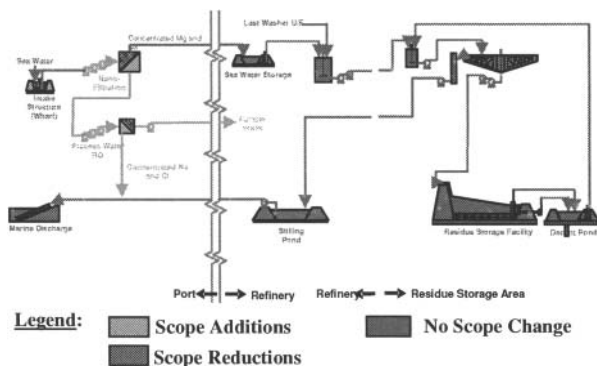 Concentrated Mg and
Last Washer U/F
Sea Water
Nano-
Filtration
Sea Water Storage
Intake
Structure
(Wharf)
Process Water
RO
Concentrated Na
and Cl
Marine Discharge
Stilling
Pond
Residue Storage Facility
Decant Pond
Port
Refinery
Refinery
Residue Storage Area
Legend:
Scope Additions
No Scope Change
Scope Reductions